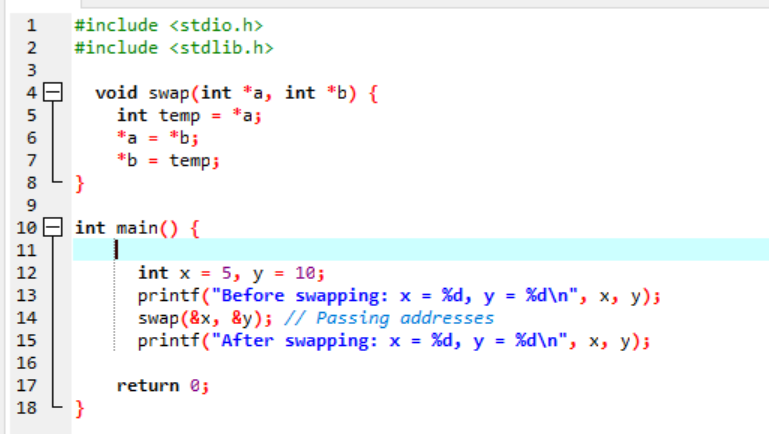 1 #include <stdio.h>
2 #include <stdlib.h>
3
4 void swap(int *a, int *b) {
5 int temp = *a;
6 *a = *b;
7 *b = temp;
8 }
9
10 int main() {
11
12 int x = 5, y = 10;
13 printf("Before swapping: x = %d, y = %d\n", x, y);
14 swap(&x, &y); // Passing addresses
15 printf("After swapping: x = %d, y = %d\n", x, y);
16
17 return 0;
18 }